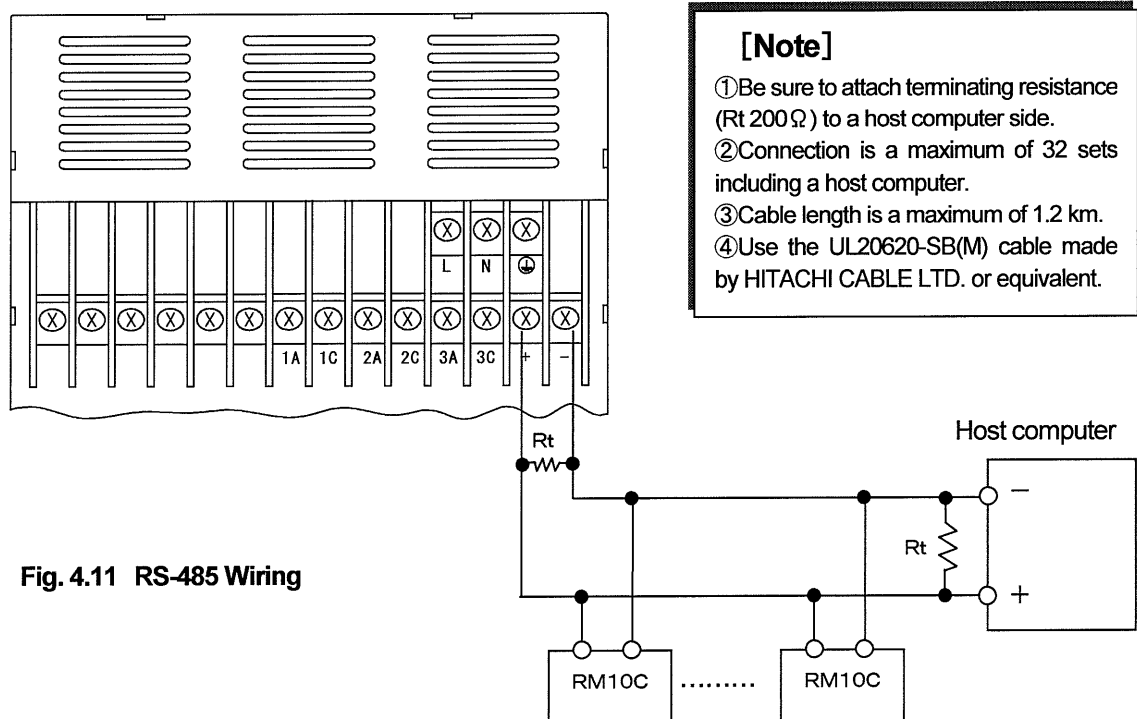 [Note]
①Be sure to attach terminating resistance
(Rt 200Ω) to a host computer side.
②Connection is a maximum of 32 sets
including a host computer.
③Cable length is a maximum of 1.2 km.
④Use the UL20620-SB(M) cable made
by HITACHI CABLE LTD. or equivalent.
L N
1A 1C 2A 2C 3A 3C + −
Rt
Host computer
−
Rt
+
Fig. 4.11 RS-485 Wiring
RM10C ......... RM10C